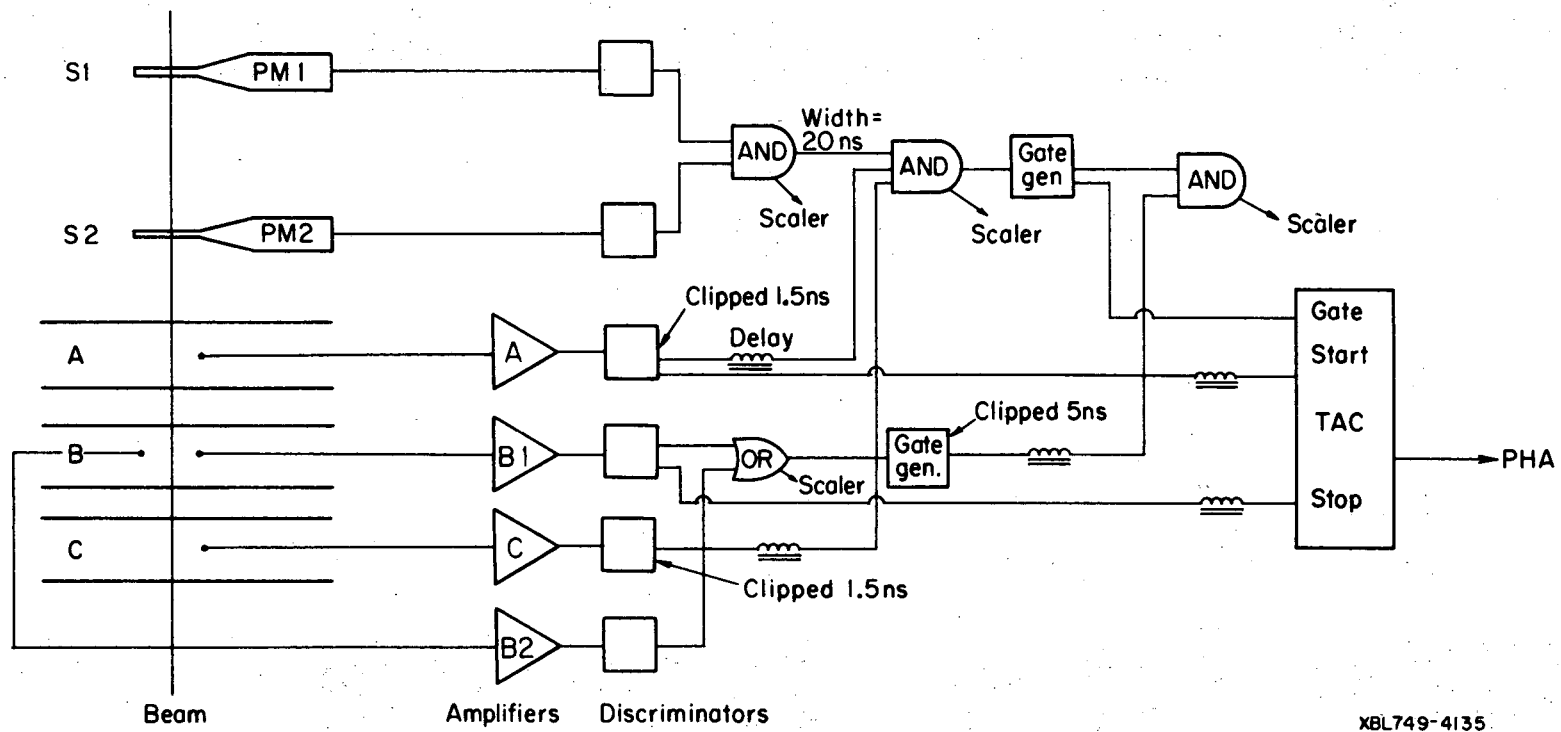 S1
PM 1
S2
PM2
AND
Scaler
Width=
20 ns
AND
Scaler
Gate
gen
AND
Scaler
Clipped 1.5ns
Delay
A
A
B
B1
OR
Scaler
Gate
gen.
Clipped 5ns
C
C
Clipped 1.5ns
B2
Gate
Start
TAC
Stop
PHA
Beam
Amplifiers
Discriminators
XBL749-4135